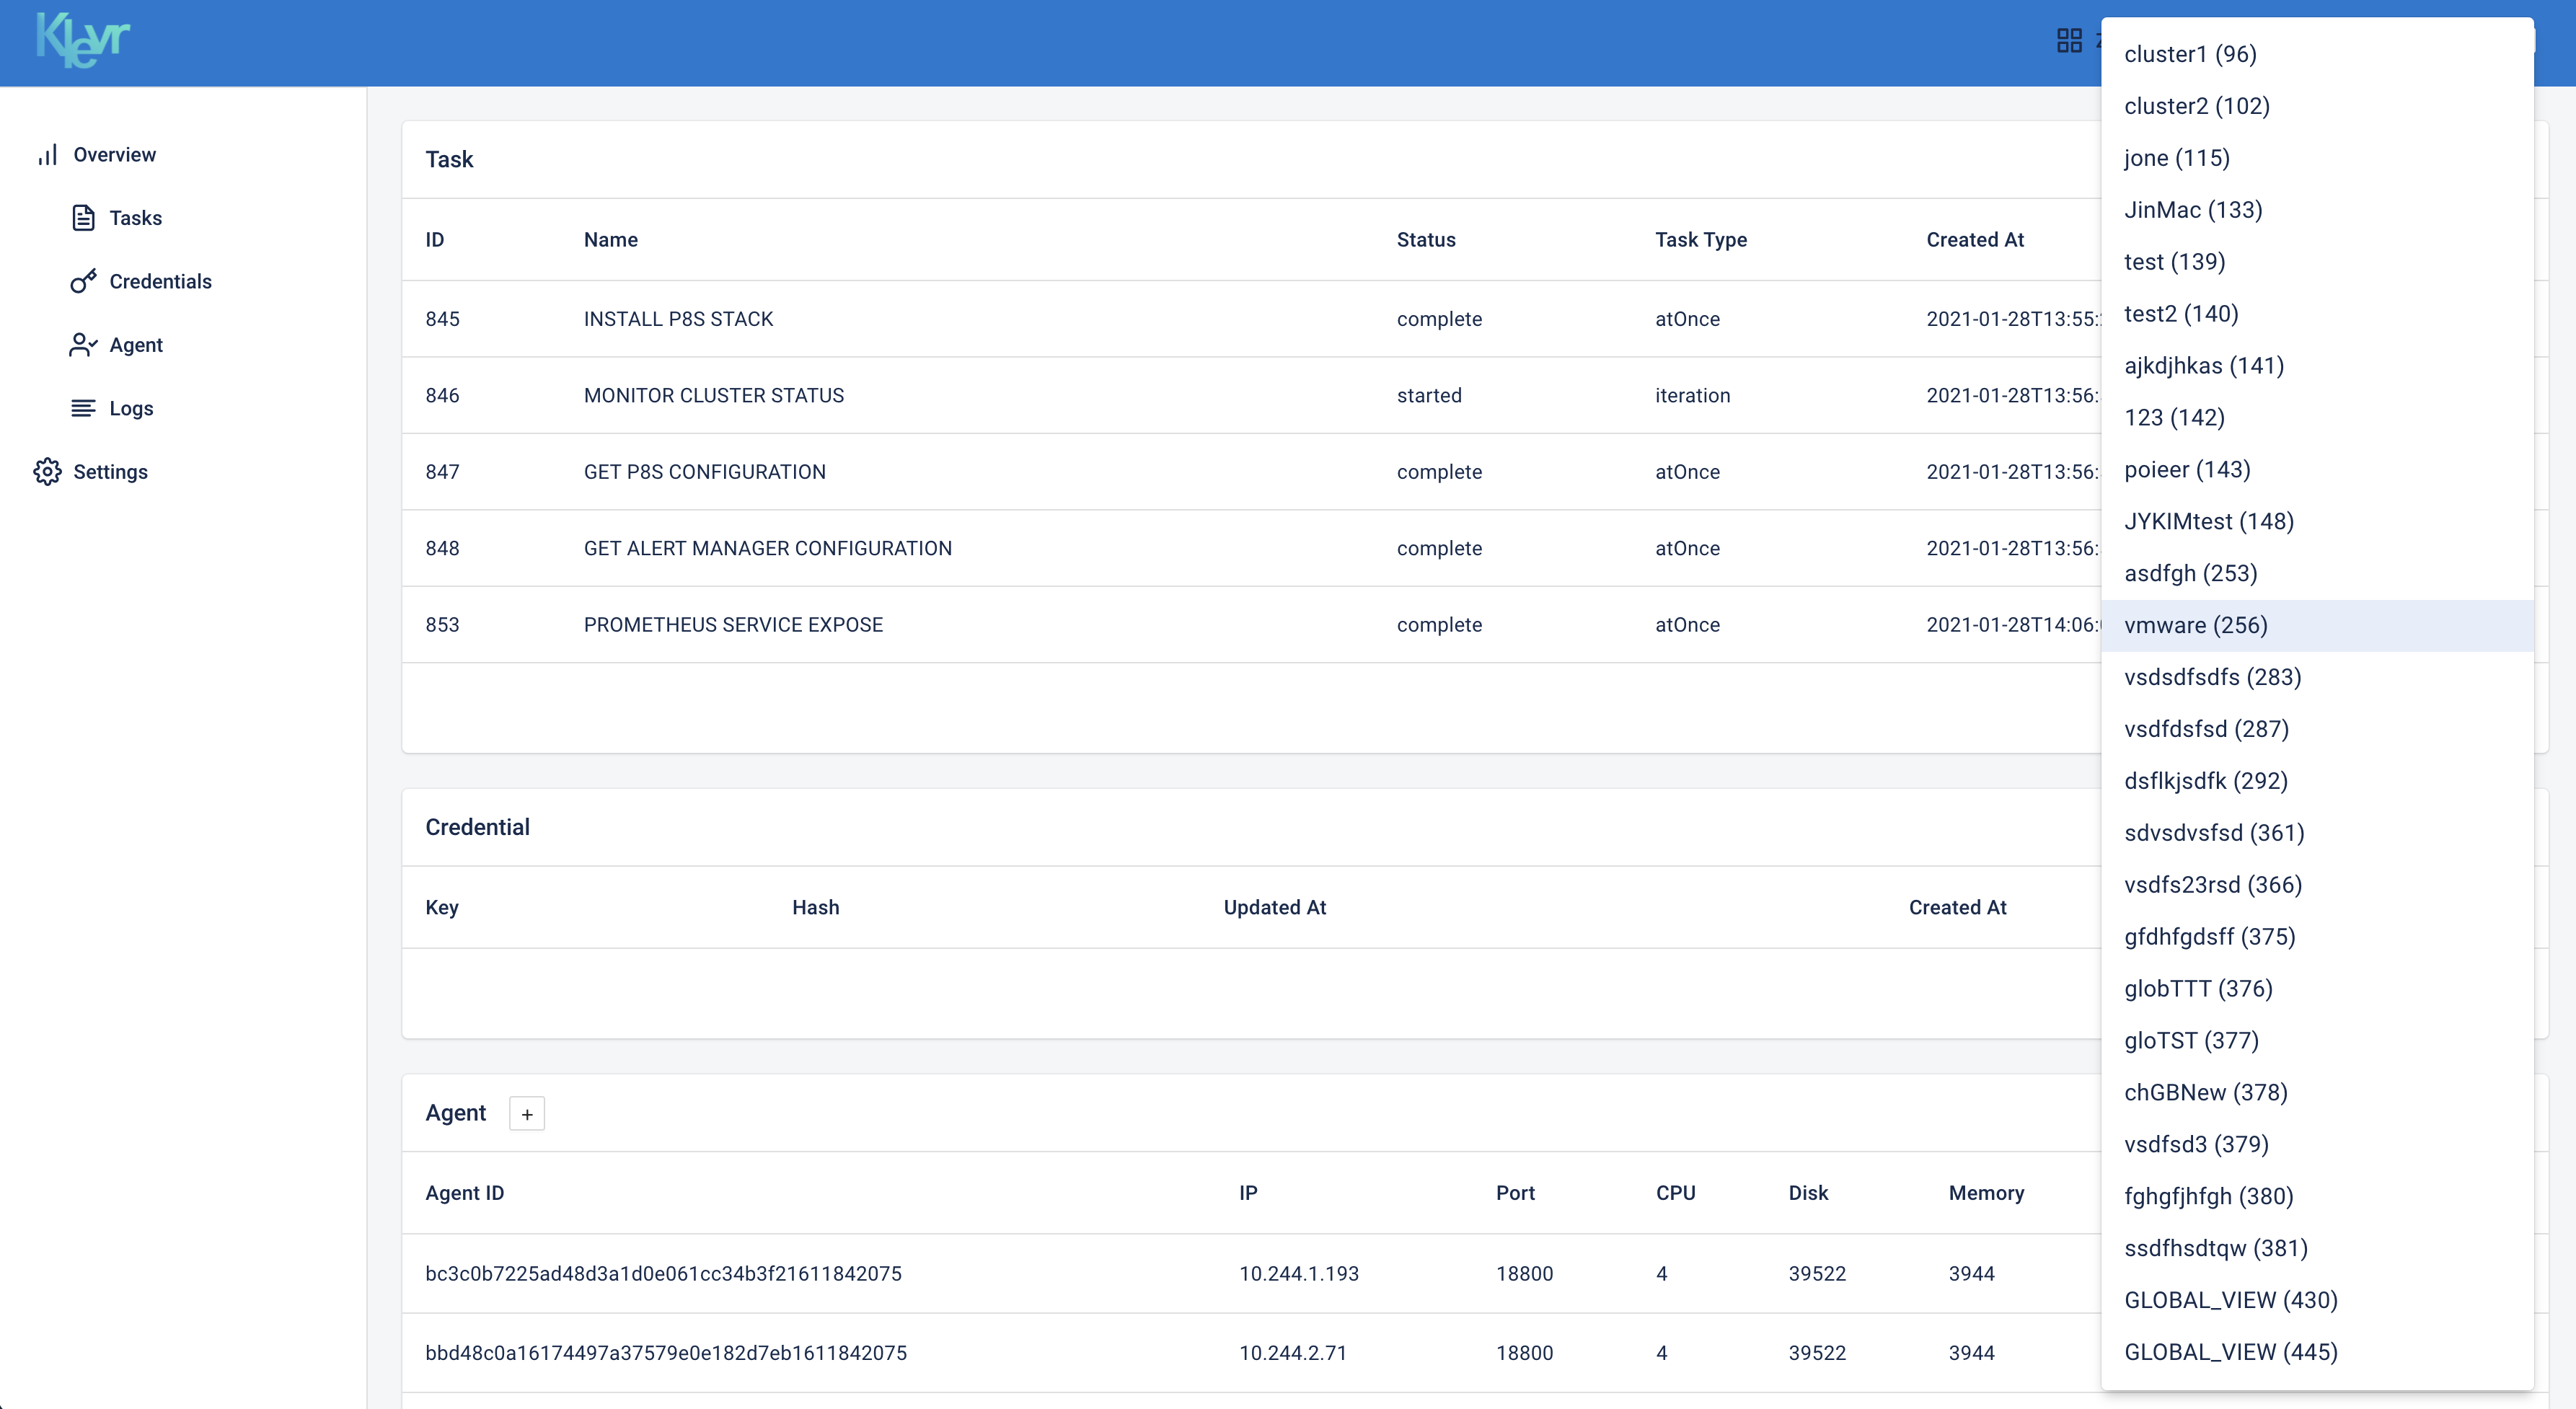 Klevr
Overview
Tasks
Credentials
Agent
Logs
Settings
Task
ID Name Status Task Type Created At
845 INSTALL P8S STACK complete atOnce 2021-01-28T13:55:
846 MONITOR CLUSTER STATUS started iteration 2021-01-28T13:56:
847 GET P8S CONFIGURATION complete atOnce 2021-01-28T13:56:
848 GET ALERT MANAGER CONFIGURATION complete atOnce 2021-01-28T13:56:
853 PROMETHEUS SERVICE EXPOSE complete atOnce 2021-01-28T14:06:
Credential
Key Hash Updated At Created At
Agent +
Agent ID IP Port CPU Disk Memory
bc3c0b7225ad48d3a1d0e061cc34b3f21611842075 10.244.1.193 18800 4 39522 3944
bbd48c0a16174497a37579e0e182d7eb1611842075 10.244.2.71 18800 4 39522 3944
cluster1 (96)
cluster2 (102)
jone (115)
JinMac (133)
test (139)
test2 (140)
ajkdjhkas (141)
123 (142)
poieer (143)
JYKIMtest (148)
asdfgh (253)
vmware (256)
vsdsdfsdfs (283)
vsdfdsfsd (287)
dsflkjsdfk (292)
sdvsdvsfsd (361)
vsdfs23rsd (366)
gfdhfgdsff (375)
globTTT (376)
gloTST (377)
chGBNew (378)
vsdfsd3 (379)
fghgfjhfgh (380)
ssdfhsdtqw (381)
GLOBAL_VIEW (430)
GLOBAL_VIEW (445)